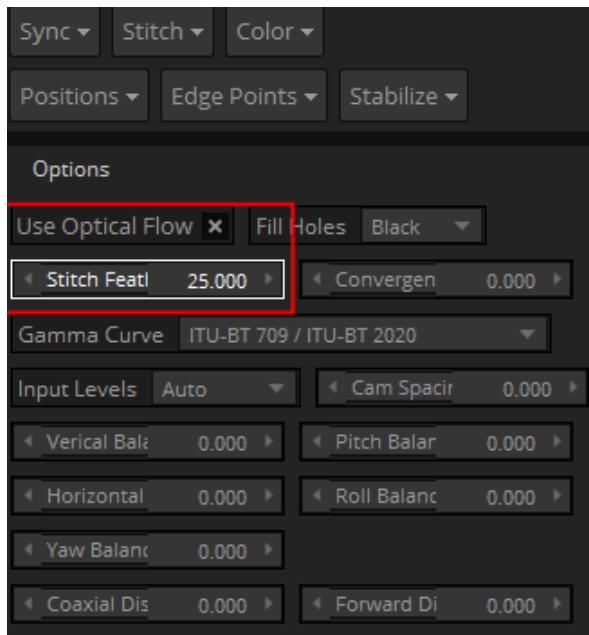 Sync Stitch Color
Positions Edge Points Stabilize
Options
Use Optical Flow Fill Holes Black
Stitch Featl 25.000 Convergen 0.000
Gamma Curve ITU-BT 709 / ITU-BT 2020
Input Levels Auto Cam Spacir 0.000
Verical Bala 0.000 Pitch Balar 0.000
Horizontal 0.000 Roll Balanc 0.000
Yaw Balanc 0.000
Coaxial Dis 0.000 Forward Di 0.000